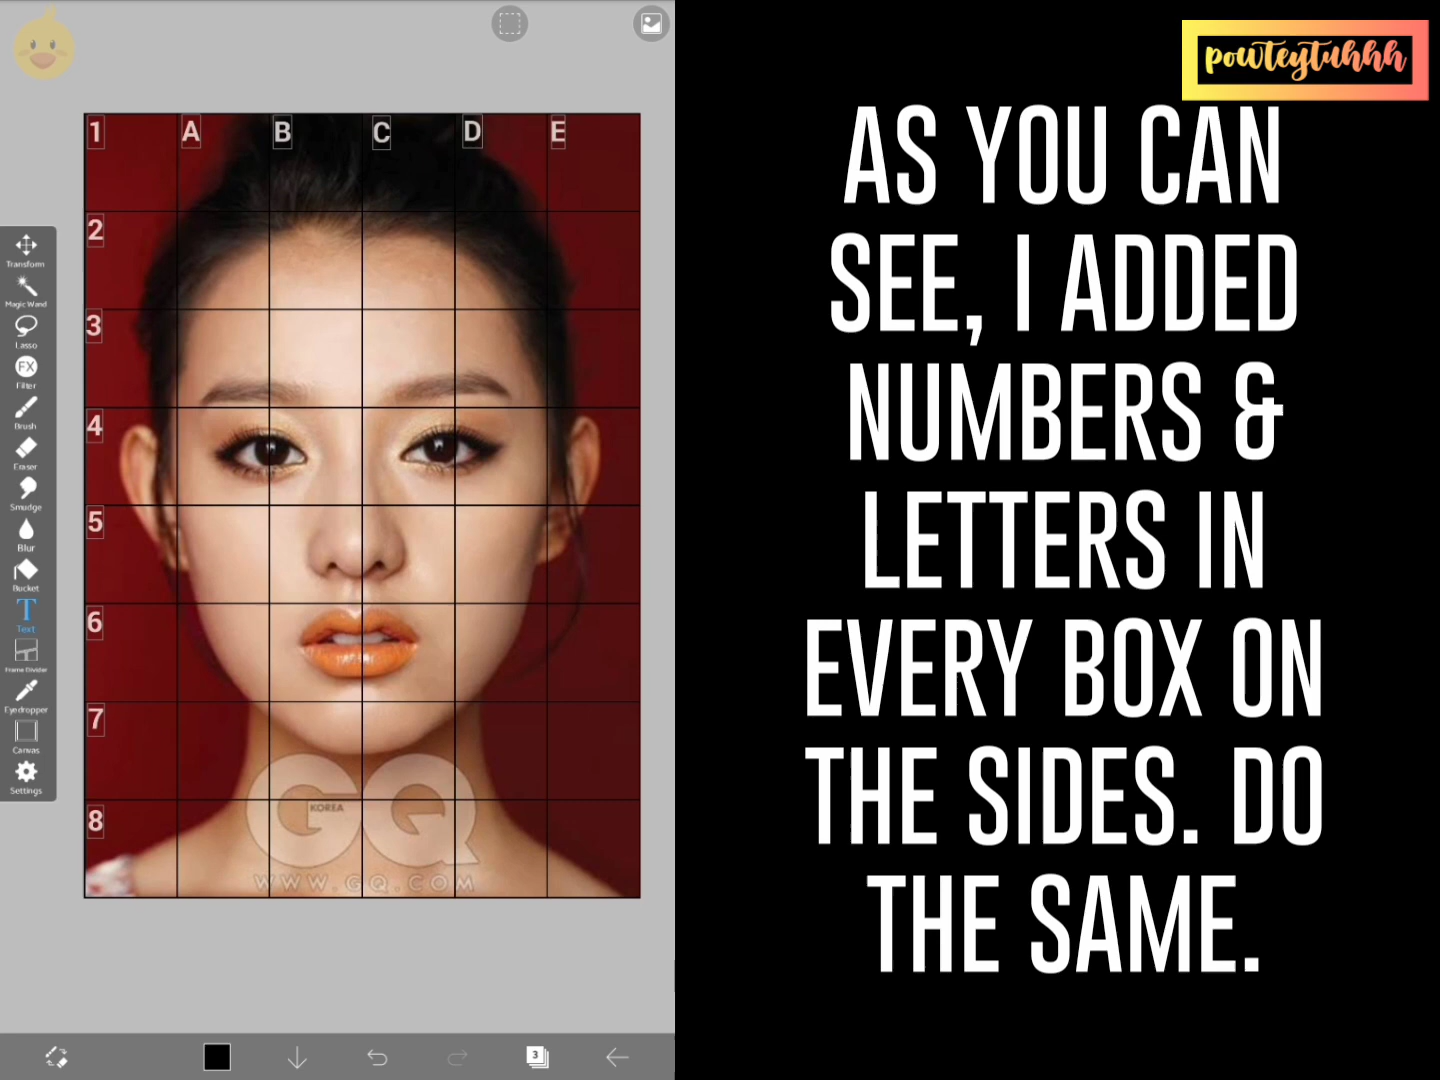 powteytuhhh
AS YOU CAN
SEE, I ADDED
NUMBERS &
LETTERS IN
EVERY BOX ON
THE SIDES. DO
THE SAME.
1 A B C D E
2
3
4
5
6
7
8
GQ
KOREA
WWW.GQ.COM
Transform
Magic Wand
Lasso
FX
Filter
Brush
Eraser
Smudge
Blur
Bucket
T
Text
Frame Divider
Eyedropper
Canvas
Settings
3